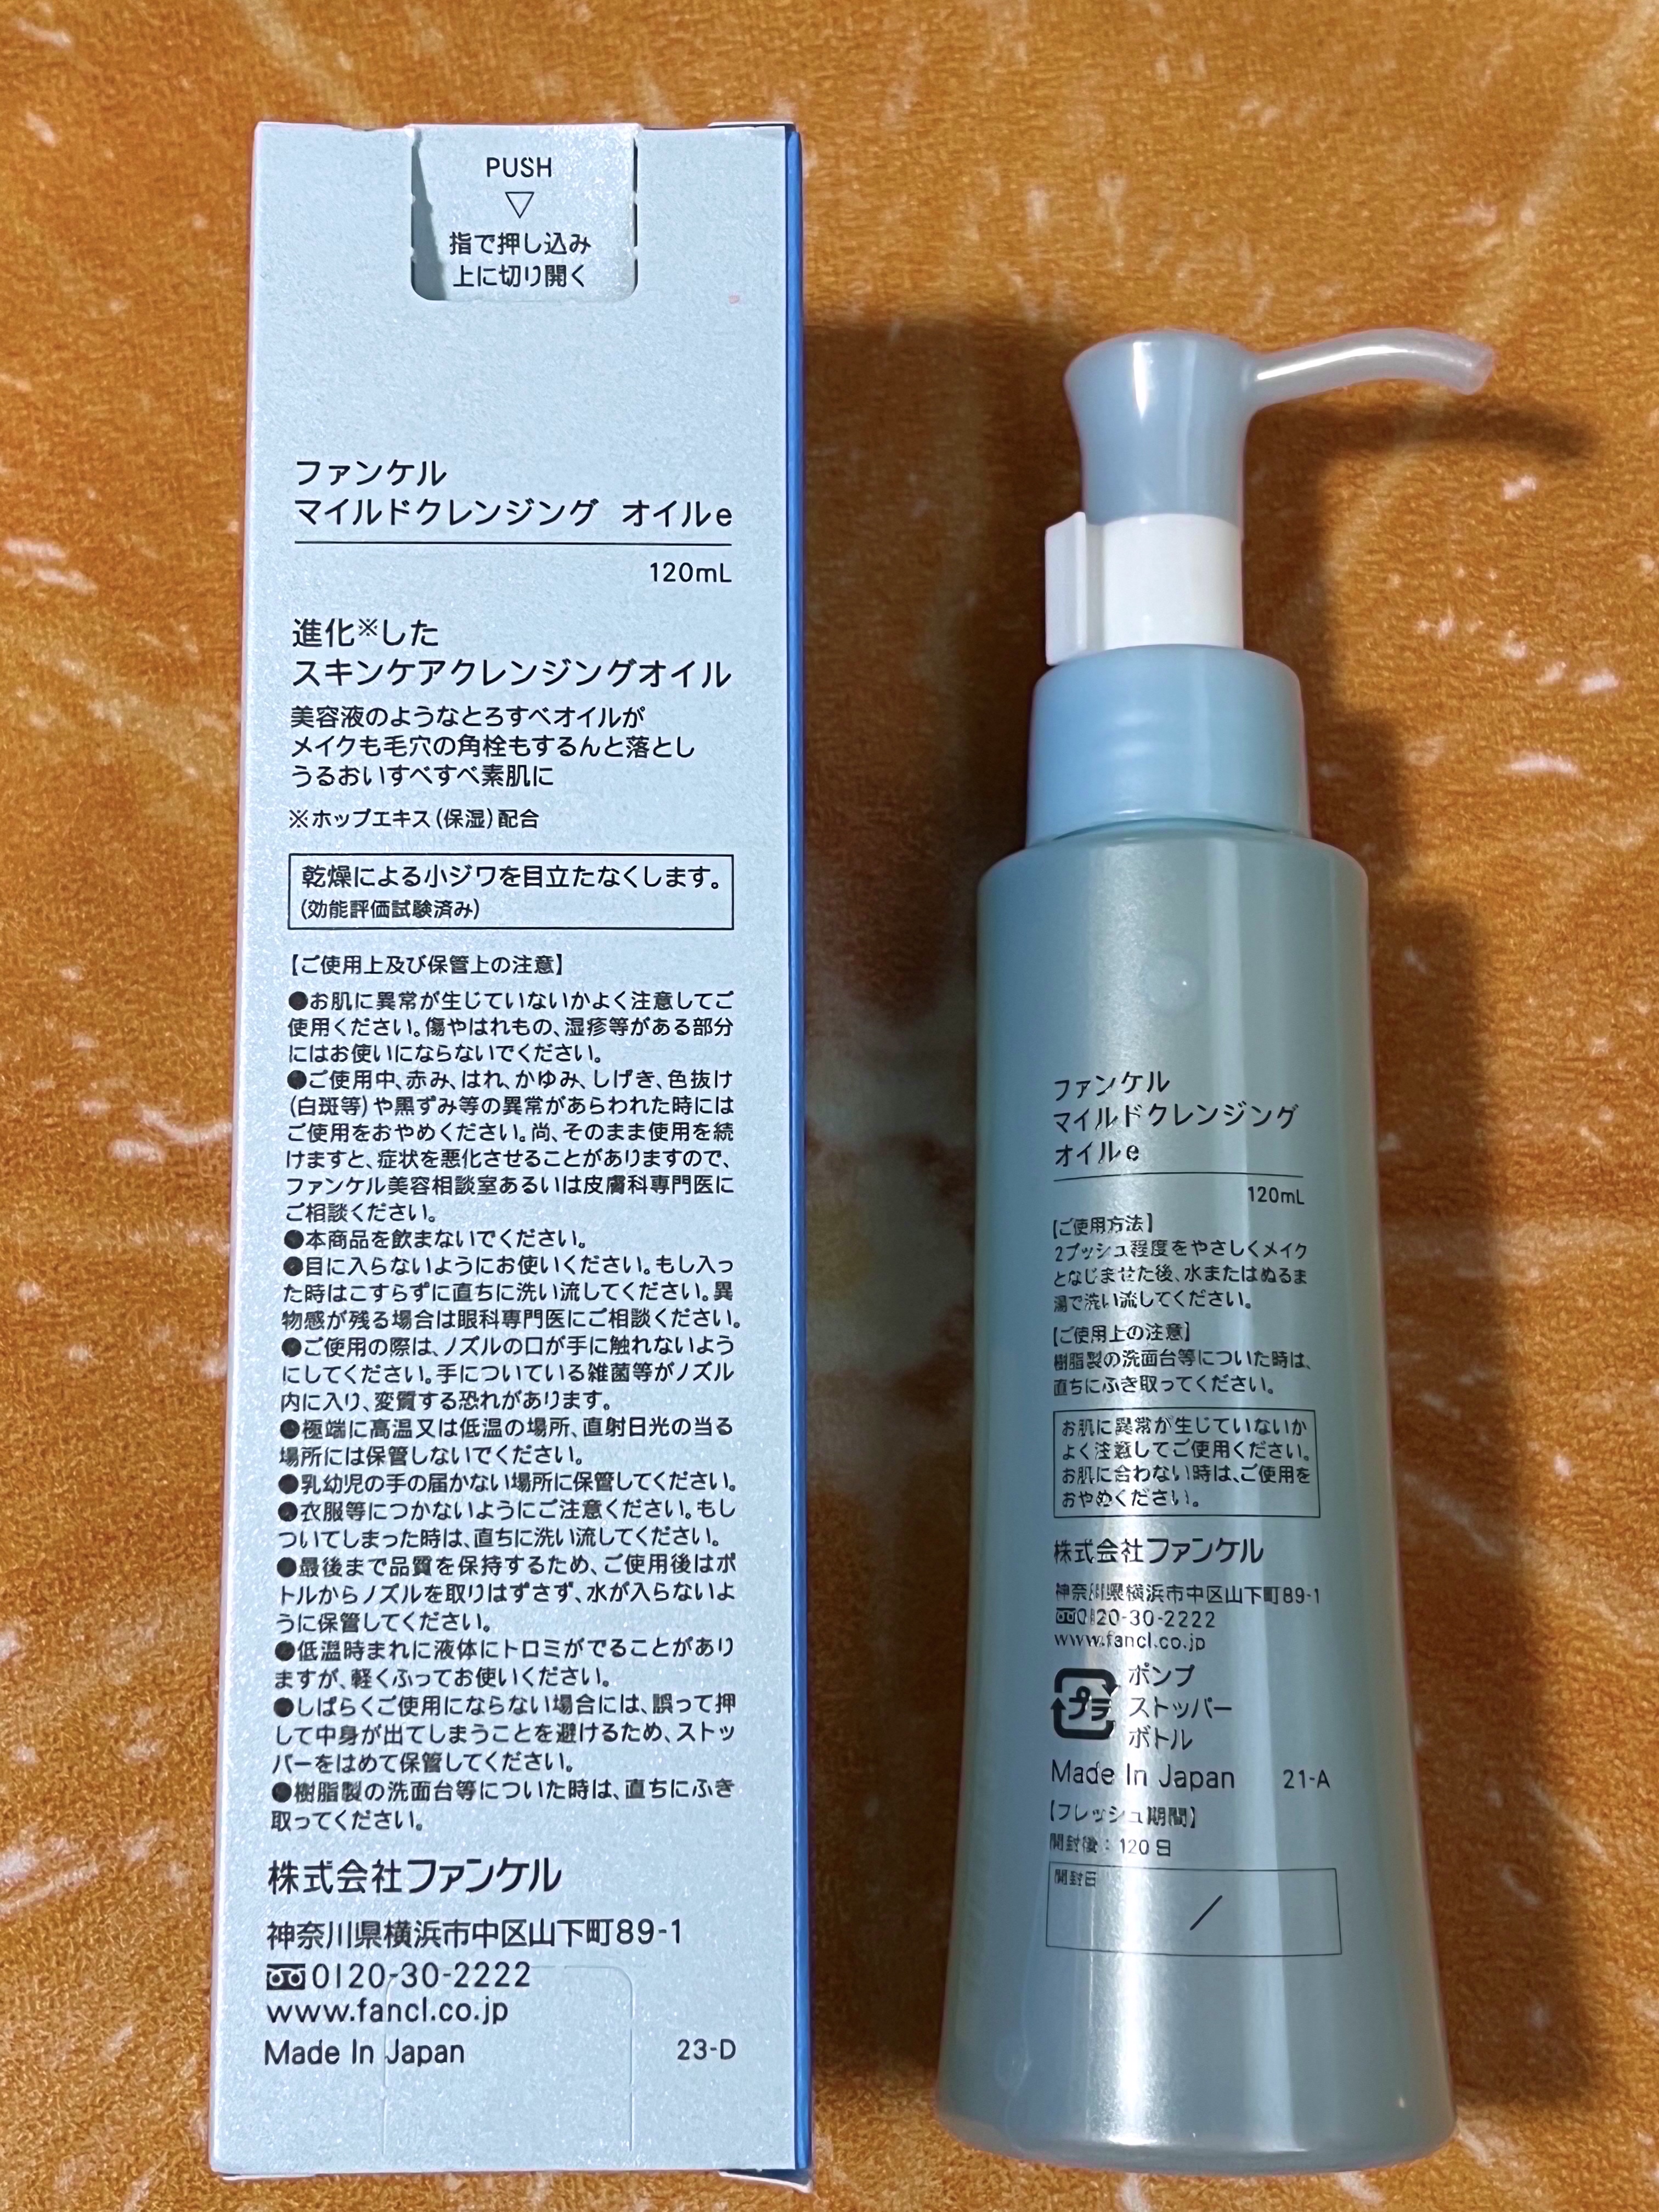 PUSH
▽
指で押し込み
上に切り開く
ファンケル
マイルドクレンジング オイルe
120mL
進化※した
スキンケアクレンジングオイル
美容液のようなとろすべオイルが
メイクも毛穴の角栓もするんと落とし
うるおいすべすべ素肌に
※ホップエキス(保湿)配合
乾燥による小ジワを目立たなくします。
(効能評価試験済み)
【ご使用上及び保管上の注意】
●お肌に異常が生じていないかよく注意してご
使用ください。傷やはれもの、湿疹等がある部分
にはお使いにならないでください。
●ご使用中、赤み、はれ、かゆみ、しげき、色抜け
(白斑等)や黒ずみ等の異常があらわれた時には
ご使用をおやめください。尚、そのまま使用を続
けますと、症状を悪化させることがありますので、
ファンケル美容相談室あるいは皮膚科専門医に
ご相談ください。
●本商品を飲まないでください。
●目に入らないようにお使いください。もし入っ
た時はこすらずに直ちに洗い流してください。異
物感が残る場合は眼科専門医にご相談ください。
●ご使用の際は、ノズルの口が手に触れないよう
にしてください。手についている雑菌等がノズル
内に入り、変質する恐れがあります。
●極端に高温又は低温の場所、直射日光の当る
場所には保管しないでください。
●乳幼児の手の届かない場所に保管してください。
●衣服等につかないようにご注意ください。もし
ついてしまった時は、直ちに洗い流してください。
●最後まで品質を保持するため、ご使用後はボ
トルからノズルを取りはずさず、水が入らないよ
うに保管してください。
●低温時まれに液体にトロミがでることがあり
ますが、軽くふってお使いください。
●しばらくご使用にならない場合には、誤って押
して中身が出てしまうことを避けるため、ストッ
パーをはめて保管してください。
●樹脂製の洗面台等についた時は、直ちにふき
取ってください。
株式会社ファンケル
神奈川県横浜市中区山下町89-1
0120-30-2222
www.fancl.co.jp
Made In Japan 23-D
ファンケル
マイルドクレンジング
オイルe
120mL
【ご使用方法】
2プッシュ程度をやさしくメイク
となじませた後、水またはぬるま
湯で洗い流してください。
【ご使用上の注意】
樹脂製の洗面台等についた時は、
直ちにふき取ってください。
お肌に異常が生じていないか
よく注意してご使用ください。
お肌に合わない時は、ご使用を
おやめください。
株式会社ファンケル
神奈川県横浜市中区山下町89-1
0120-30-2222
www.fancl.co.jp
プラ
ポンプ
ストッパー
ボトル
Made In Japan 21-A
【フレッシュ期間】
開封後：120日
開封日
／